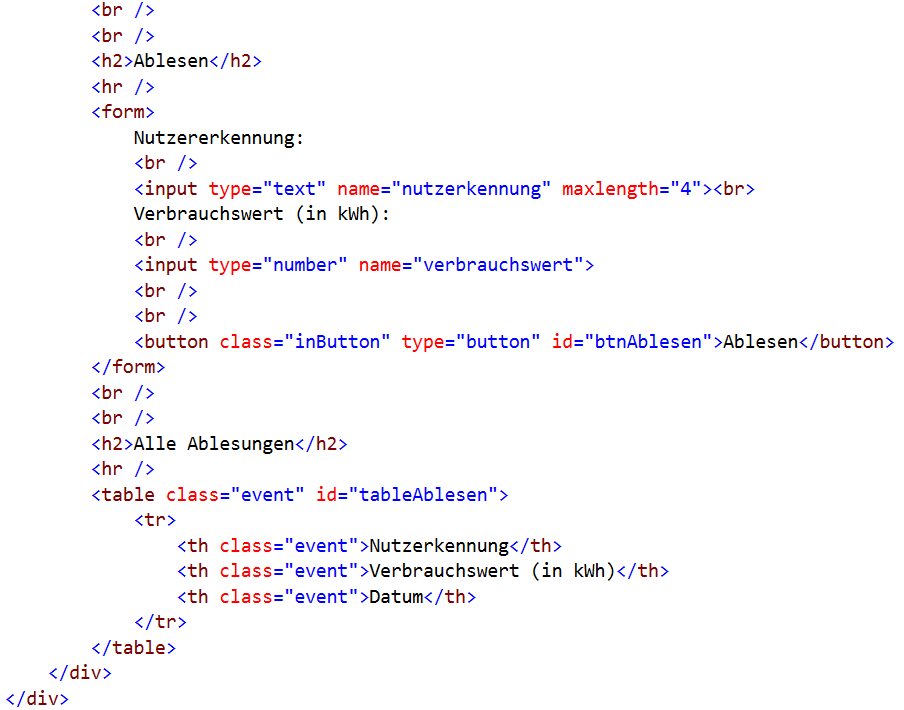 <br />
<br />
<h2>Ablesen</h2>
<hr />
<form>
Nutzererkennung:
<br />
<input type="text" name="nutzerkennung" maxlength="4"><br>
Verbrauchswert (in kWh):
<br />
<input type="number" name="verbrauchswert">
<br />
<br />
<button class="inButton" type="button" id="btnAblesen">Ablesen</button>
</form>
<br />
<br />
<h2>Alle Ablesungen</h2>
<hr />
<table class="event" id="tableAblesen">
<tr>
<th class="event">Nutzerkennung</th>
<th class="event">Verbrauchswert (in kWh)</th>
<th class="event">Datum</th>
</tr>
</table>
</div>
</div>